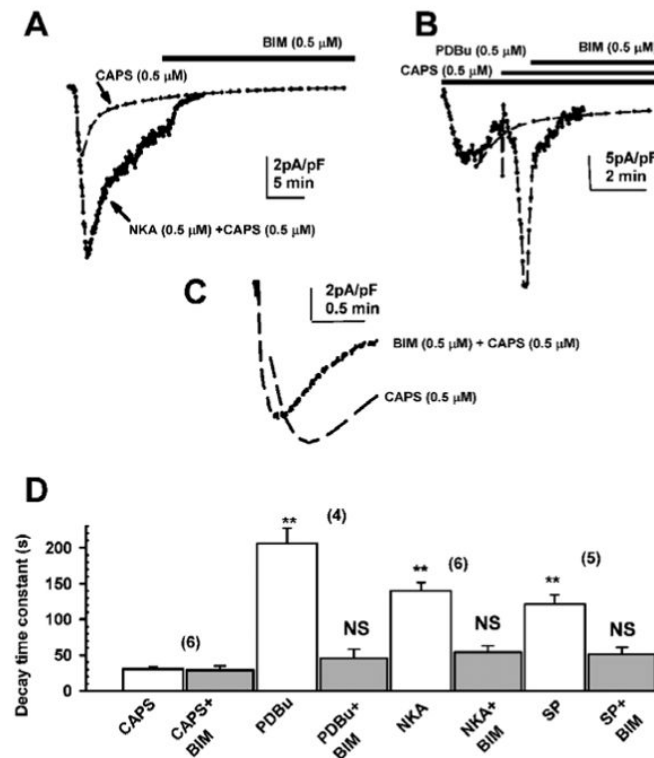 A
BIM (0.5 µM)
CAPS (0.5 µM)
2pA/pF
5 min
NKA (0.5 µM) +CAPS (0.5 µM)
B
PDBu (0.5 µM)
BIM (0.5 µM)
CAPS (0.5 µM)
5pA/pF
2 min
C
2pA/pF
0.5 min
BIM (0.5 µM) + CAPS (0.5 µM)
CAPS (0.5 µM)
D
Decay time constant (s)
200
150
100
50
0
(6)
**
(4)
NS
**
(6)
NS
**
(5)
NS
CAPS
CAPS+
BIM
PDBu
PDBu+
BIM
NKA
NKA+
BIM
SP
SP+ BIM